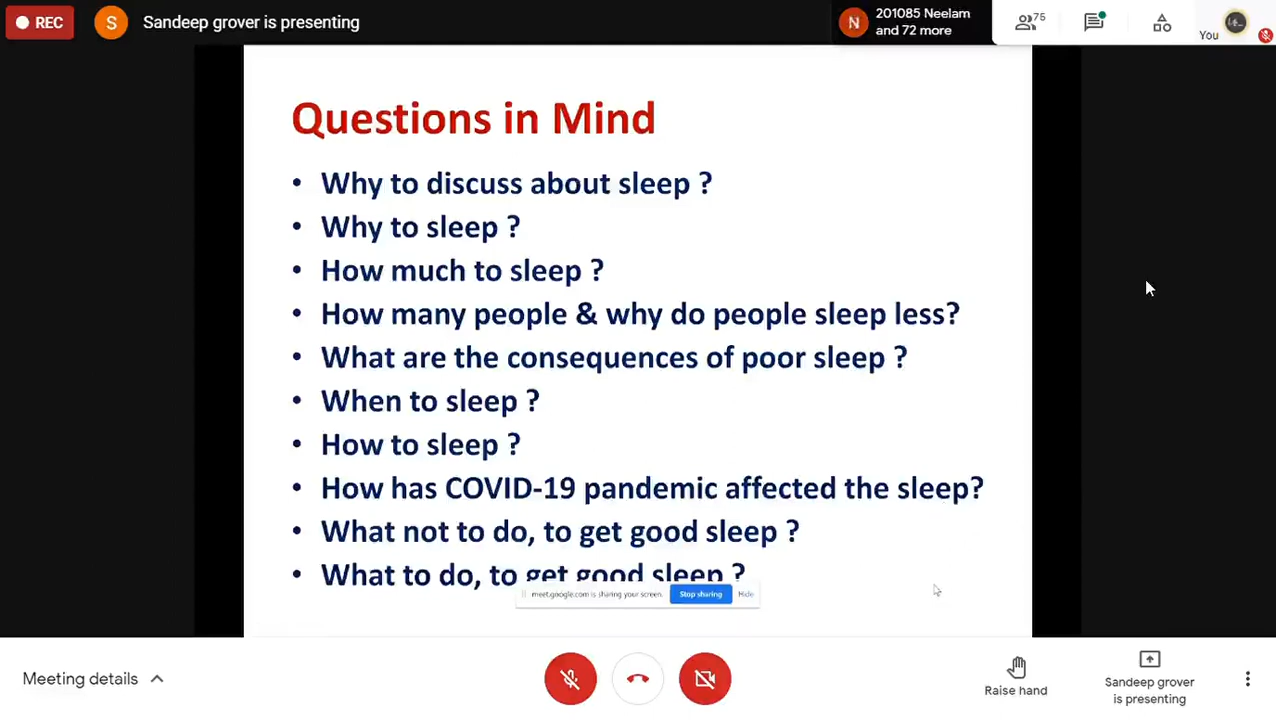 REC
S
Sandeep grover is presenting
N
201085 Neelam
and 72 more
75
You
Questions in Mind
• Why to discuss about sleep ?
• Why to sleep ?
• How much to sleep ?
• How many people & why do people sleep less?
• What are the consequences of poor sleep ?
• When to sleep ?
• How to sleep ?
• How has COVID-19 pandemic affected the sleep?
• What not to do, to get good sleep ?
• What to do, to get good sleep ?
meet.google.com is sharing your screen. Stop sharing Hide
Meeting details
Raise hand
Sandeep grover
is presenting